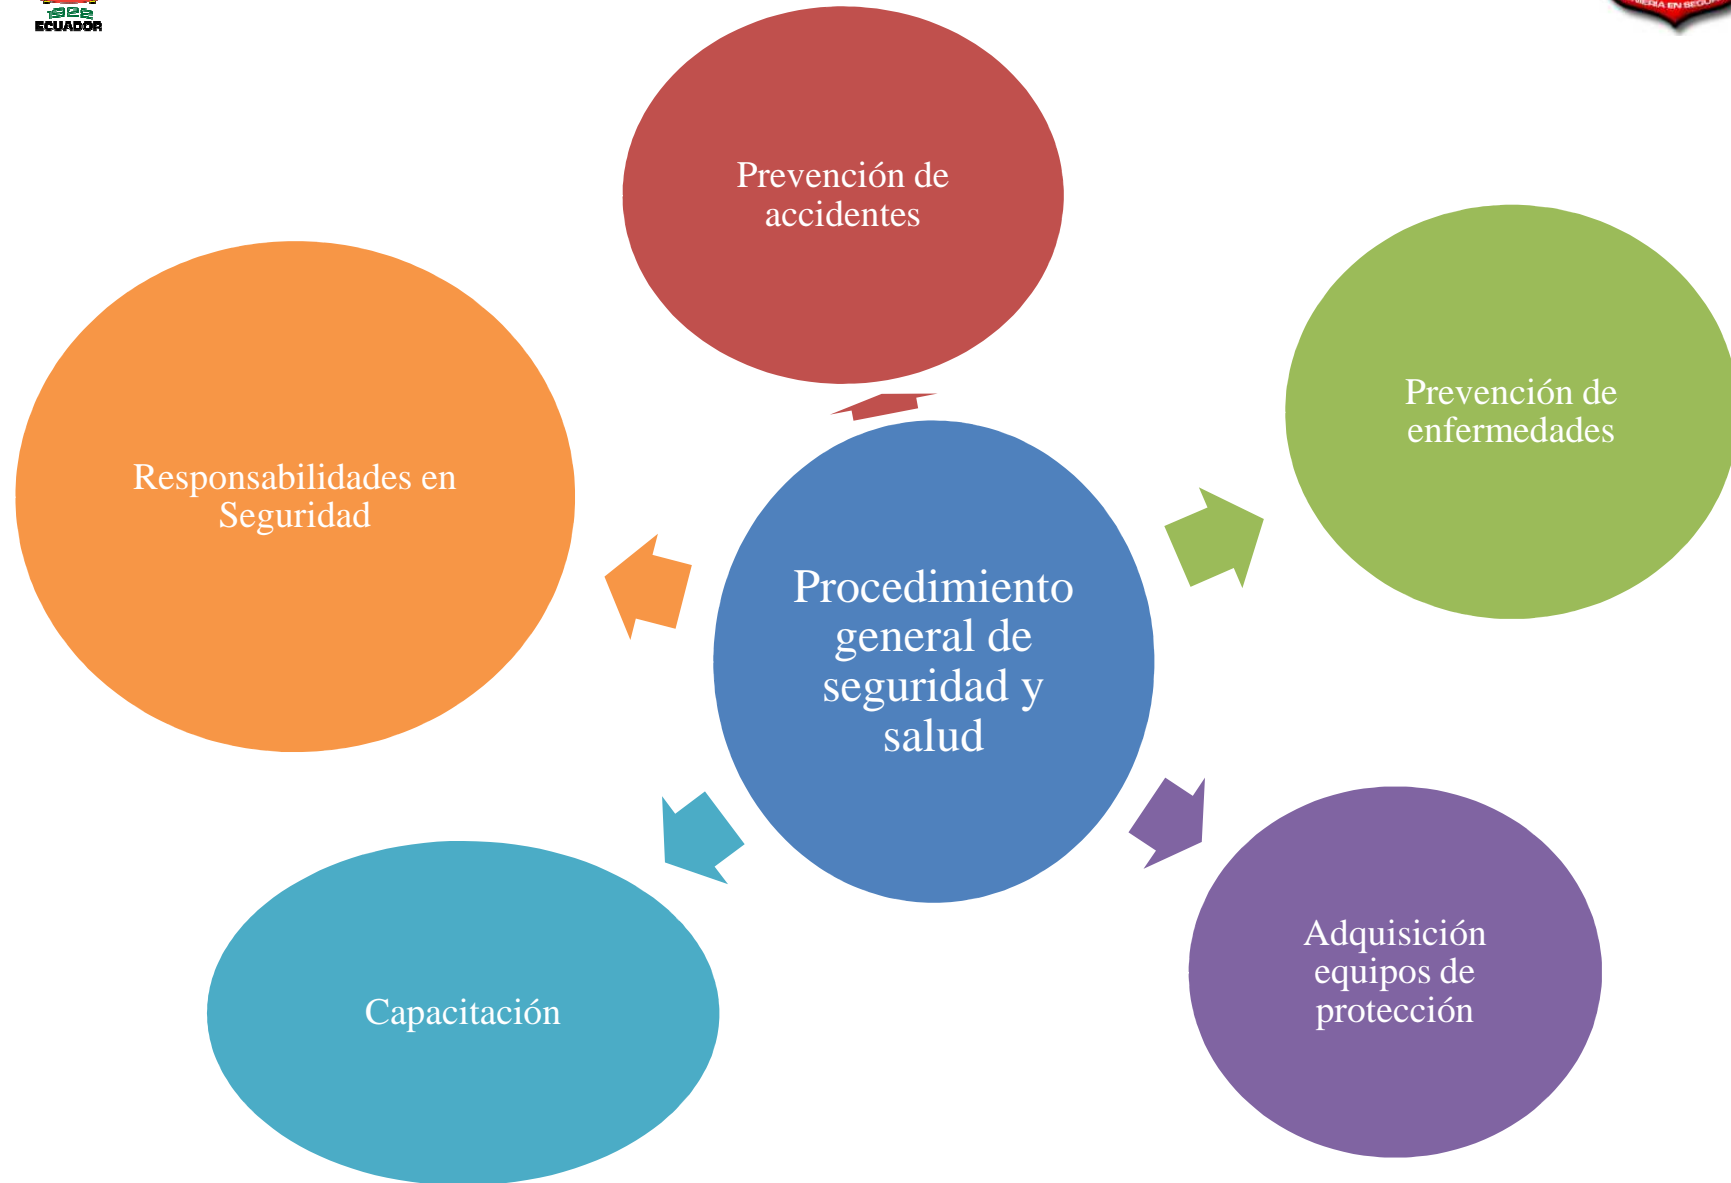 ECUADOR
Prevención de
accidentes
Prevención de
enfermedades
Responsabilidades en
Seguridad
Procedimiento
general de
seguridad y
salud
Adquisición
equipos de
protección
Capacitación